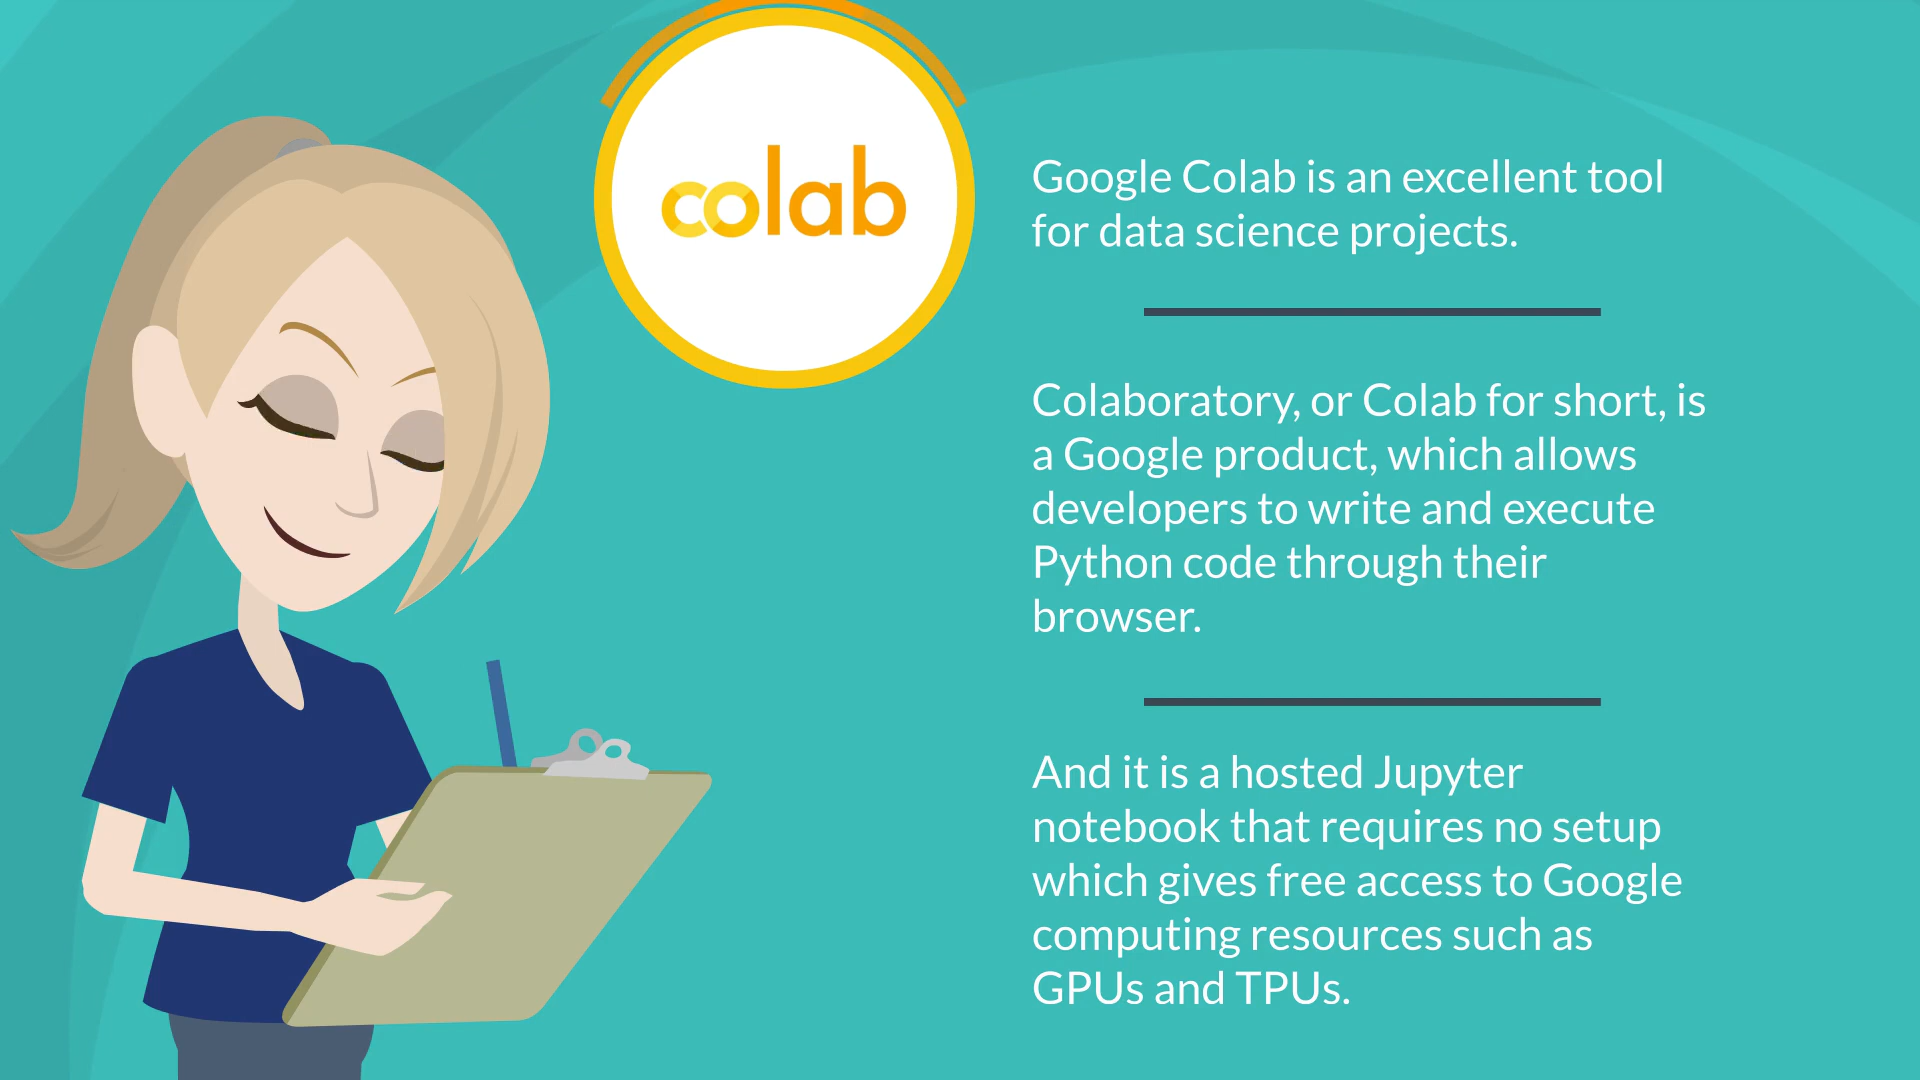 colab
Google Colab is an excellent tool
for data science projects.
Colaboratory, or Colab for short, is
a Google product, which allows
developers to write and execute
Python code through their
browser.
And it is a hosted Jupyter
notebook that requires no setup
which gives free access to Google
computing resources such as
GPUs and TPUs.